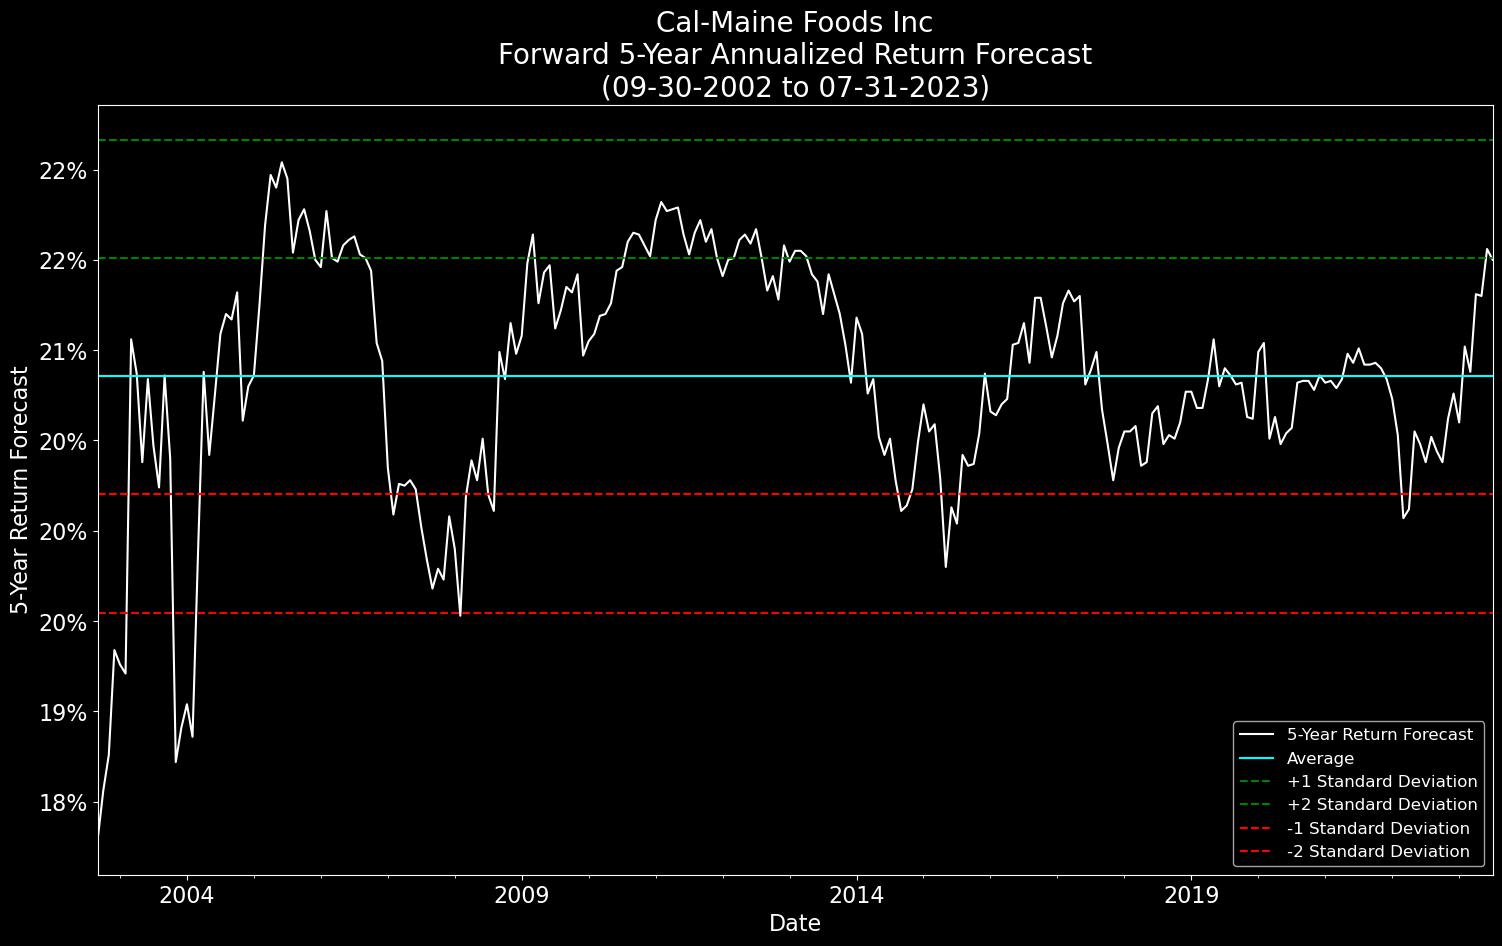 Cal-Maine Foods Inc
Forward 5-Year Annualized Return Forecast
(09-30-2002 to 07-31-2023)
5-Year Return Forecast
22%
22%
21%
20%
20%
20%
19%
18%
5-Year Return Forecast
Average
+1 Standard Deviation
+2 Standard Deviation
-1 Standard Deviation
-2 Standard Deviation
2004
2009
2014
2019
Date